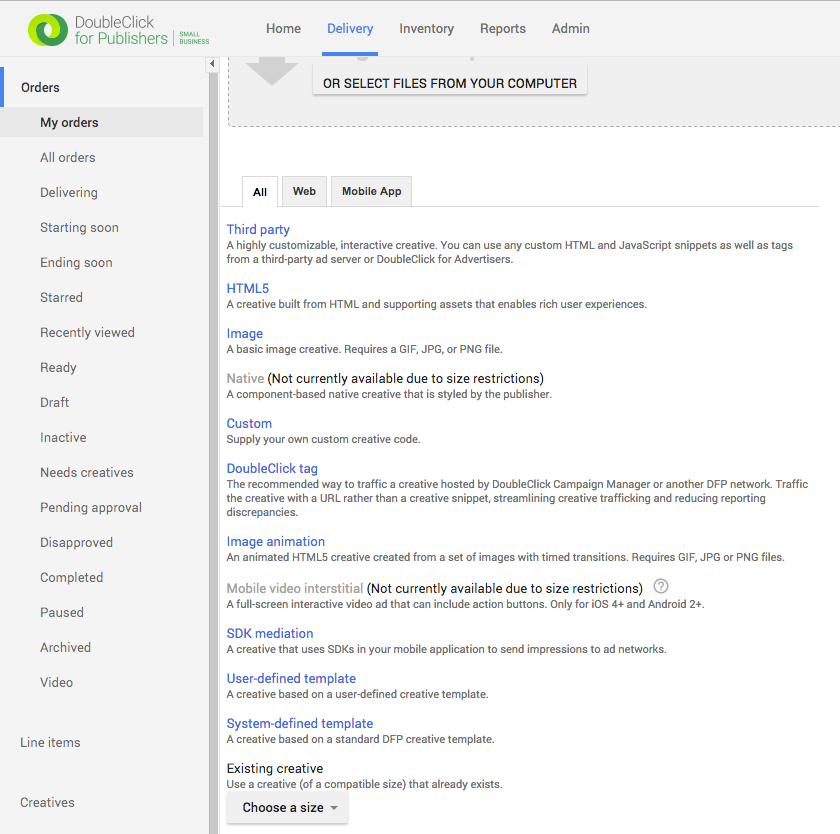 DoubleClick
for Publishers
SMALL
BUSINESS
Home
Delivery
Inventory
Reports
Admin
Orders
My orders
All orders
Delivering
Starting soon
Ending soon
Starred
Recently viewed
Ready
Draft
Inactive
Needs creatives
Pending approval
Disapproved
Completed
Paused
Archived
Video
Line items
Creatives
OR SELECT FILES FROM YOUR COMPUTER
All
Web
Mobile App
Third party
A highly customizable, interactive creative. You can use any custom HTML and JavaScript snippets as well as tags
from a third-party ad server or DoubleClick for Advertisers.
HTML5
A creative built from HTML and supporting assets that enables rich user experiences.
Image
A basic image creative. Requires a GIF, JPG, or PNG file.
Native (Not currently available due to size restrictions)
A component-based native creative that is styled by the publisher.
Custom
Supply your own custom creative code.
DoubleClick tag
The recommended way to traffic a creative hosted by DoubleClick Campaign Manager or another DFP network. Traffic
the creative with a URL rather than a creative snippet, streamlining creative trafficking and reducing reporting
discrepancies.
Image animation
An animated HTML5 creative created from a set of images with timed transitions. Requires GIF, JPG or PNG files.
Mobile video interstitial (Not currently available due to size restrictions) ?
A full-screen interactive video ad that can include action buttons. Only for iOS 4+ and Android 2+.
SDK mediation
A creative that uses SDKs in your mobile application to send impressions to ad networks.
User-defined template
A creative based on a user-defined creative template.
System-defined template
A creative based on a standard DFP creative template.
Existing creative
Use a creative (of a compatible size) that already exists.
Choose a size